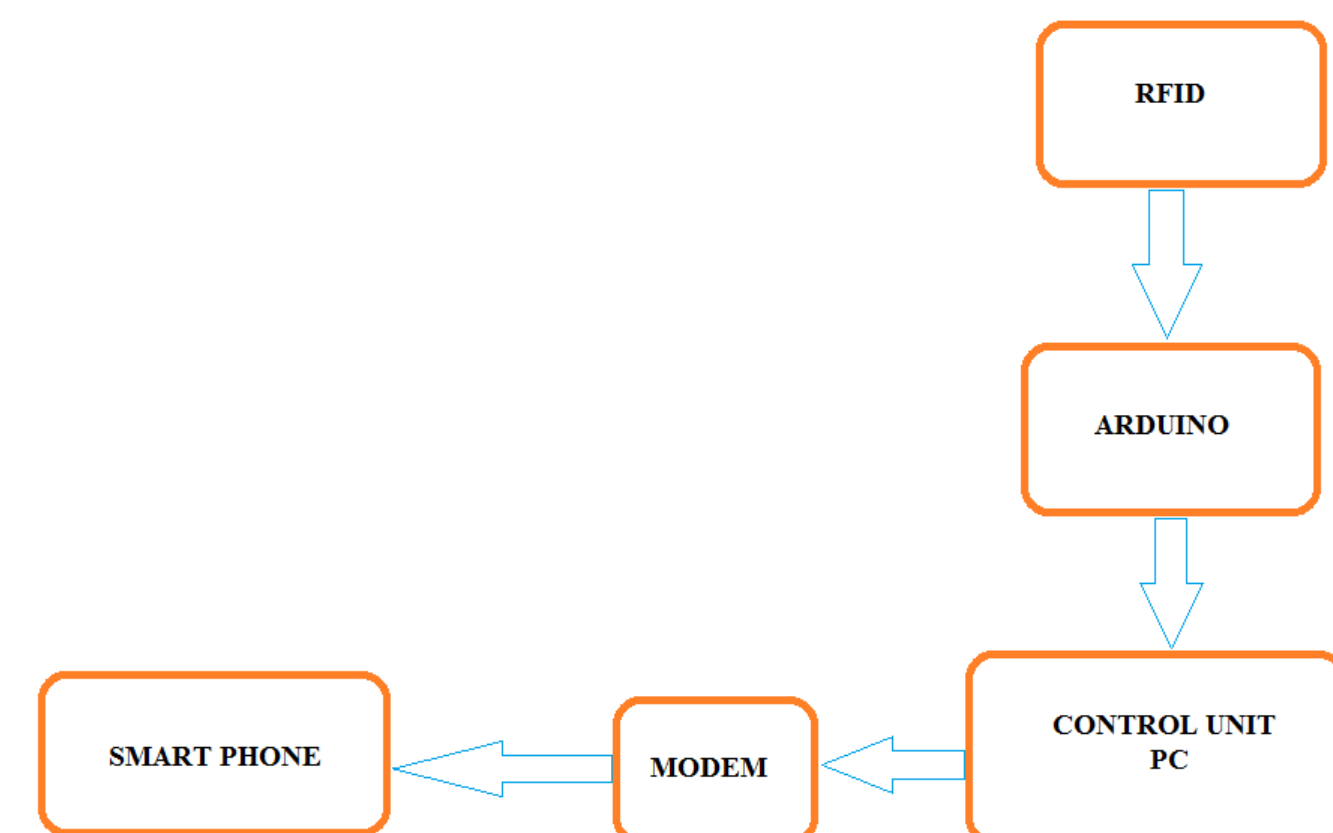 RFID
ARDUINO
CONTROL UNIT
PC
MODEM
SMART PHONE